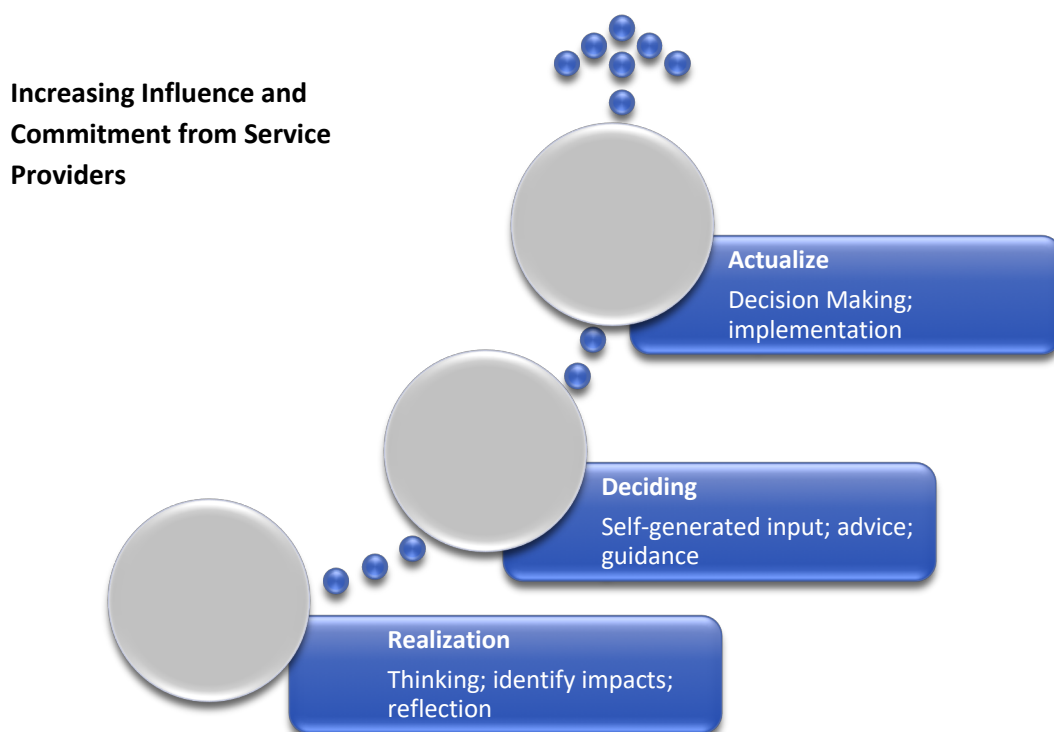 Increasing Influence and
Commitment from Service
Providers
Actualize
Decision Making;
implementation
Deciding
Self-generated input; advice;
guidance
Realization
Thinking; identify impacts;
reflection